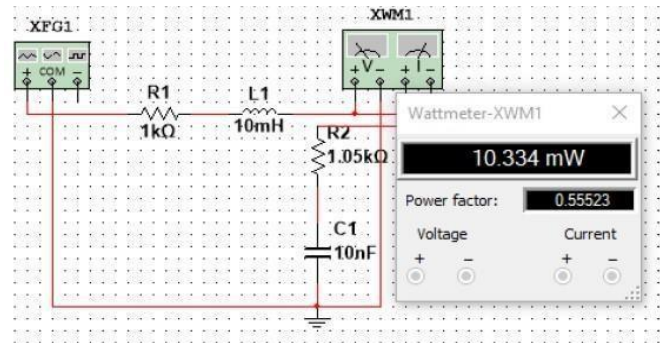 XFG1
COM
+ −
XWM1
V I
+ − + −
R1
1kΩ
L1
10mH
R2
1.05kΩ
C1
10nF
Wattmeter-XWM1 ×
10.334 mW
Power factor: 0.55523
Voltage Current
+ − + −